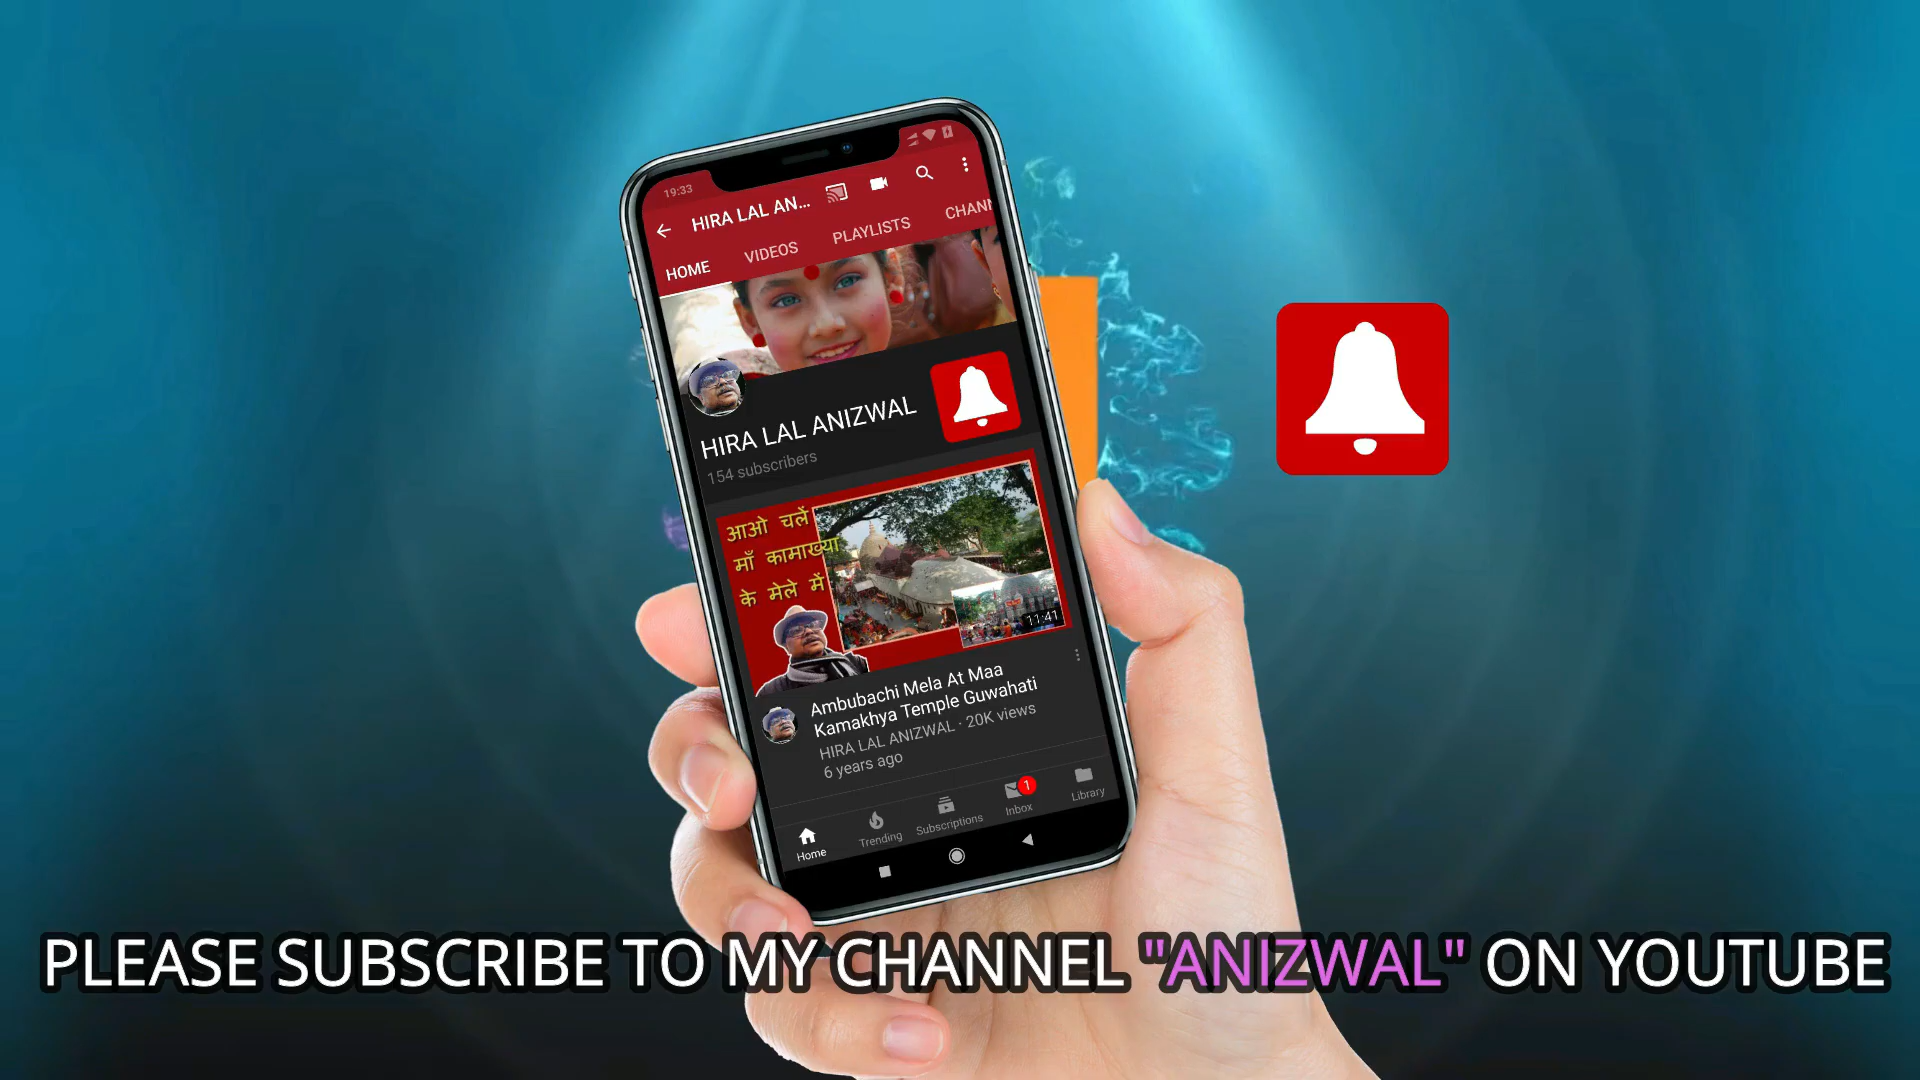 19:33
HIRA LAL AN...
HOME VIDEOS PLAYLISTS CHANN
HIRA LAL ANIZWAL
154 subscribers
आओ चलें
माँ कामाख्या
के मेले में
11:41
Ambubachi Mela At Maa
Kamakhya Temple Guwahati
HIRA LAL ANIZWAL · 20K views
6 years ago
Home Trending Subscriptions Inbox 1 Library
PLEASE SUBSCRIBE TO MY CHANNEL "ANIZWAL" ON YOUTUBE